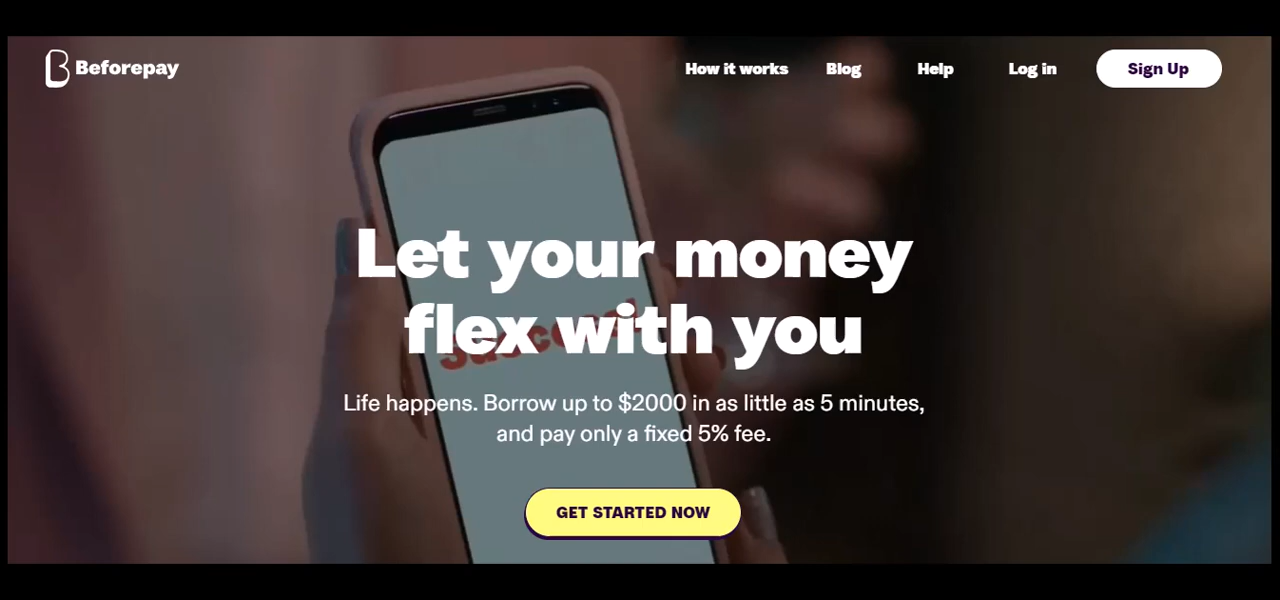 Beforepay
How it works
Blog
Help
Log in
Sign Up
Let your money
flex with you
Success!
Life happens. Borrow up to $2000 in as little as 5 minutes,
and pay only a fixed 5% fee.
GET STARTED NOW